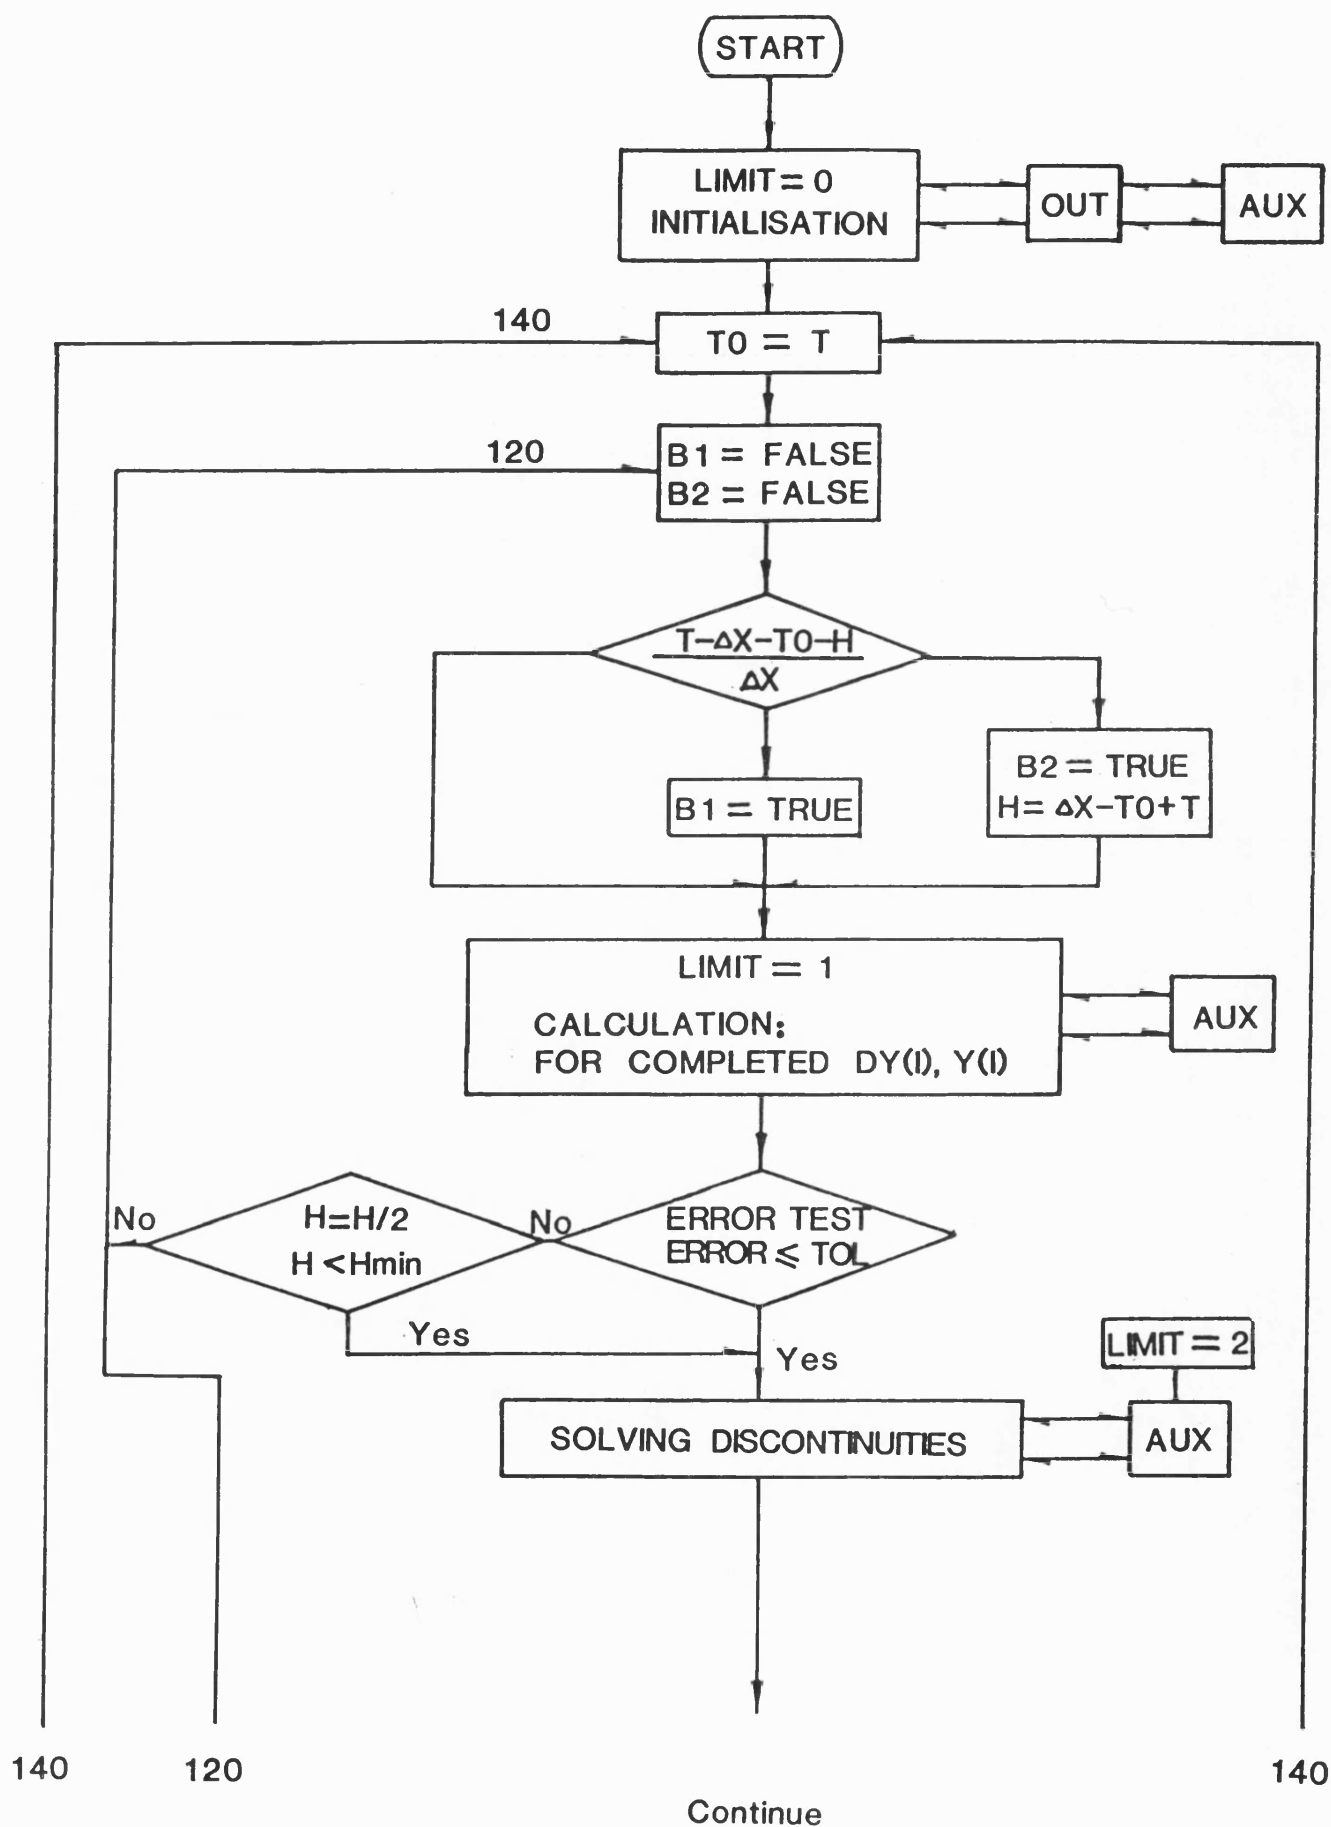 START
LIMIT = 0
INITIALISATION
OUT
AUX
140
T0 = T
120
B1 = FALSE
B2 = FALSE
T-ΔX-T0-H
ΔX
B2 = TRUE
H = ΔX-T0+T
B1 = TRUE
LIMIT = 1
CALCULATION:
FOR COMPLETED DY(I), Y(I)
AUX
No
H=H/2
H <Hmin
No
ERROR TEST
ERROR ⩽ TOL
Yes
Yes
LIMIT = 2
SOLVING DISCONTINUITIES
AUX
140
120
140
Continue